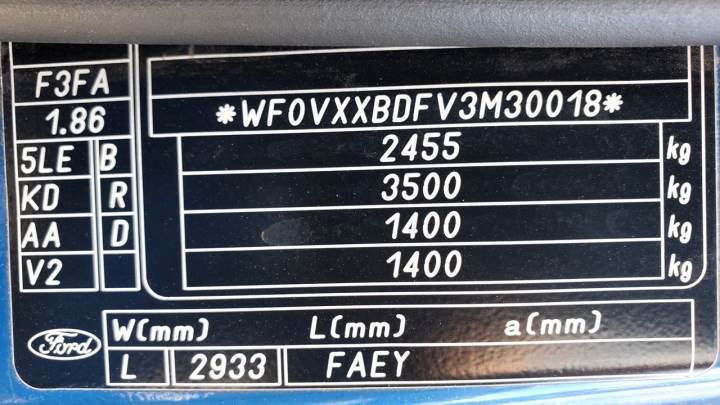 F3FA
1.86 *WF0VXXBDFV3M30018*
5LE B 2455 kg
KD R 3500 kg
AA D 1400 kg
V2 1400 kg
Ford W(mm) L(mm) a(mm)
L 2933 FAEY